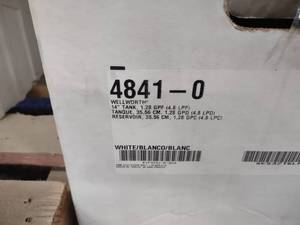 4841-0
WELLWORTH®
14" TANK, 1.28 GPF (4.8 LPF)
TANQUE, 35,56 CM, 1,28 GPD (4,8 LPD)
RESERVOIR, 35,56 CM, 1,28 GPC (4,8 LPC)
WHITE/BLANCO/BLANC